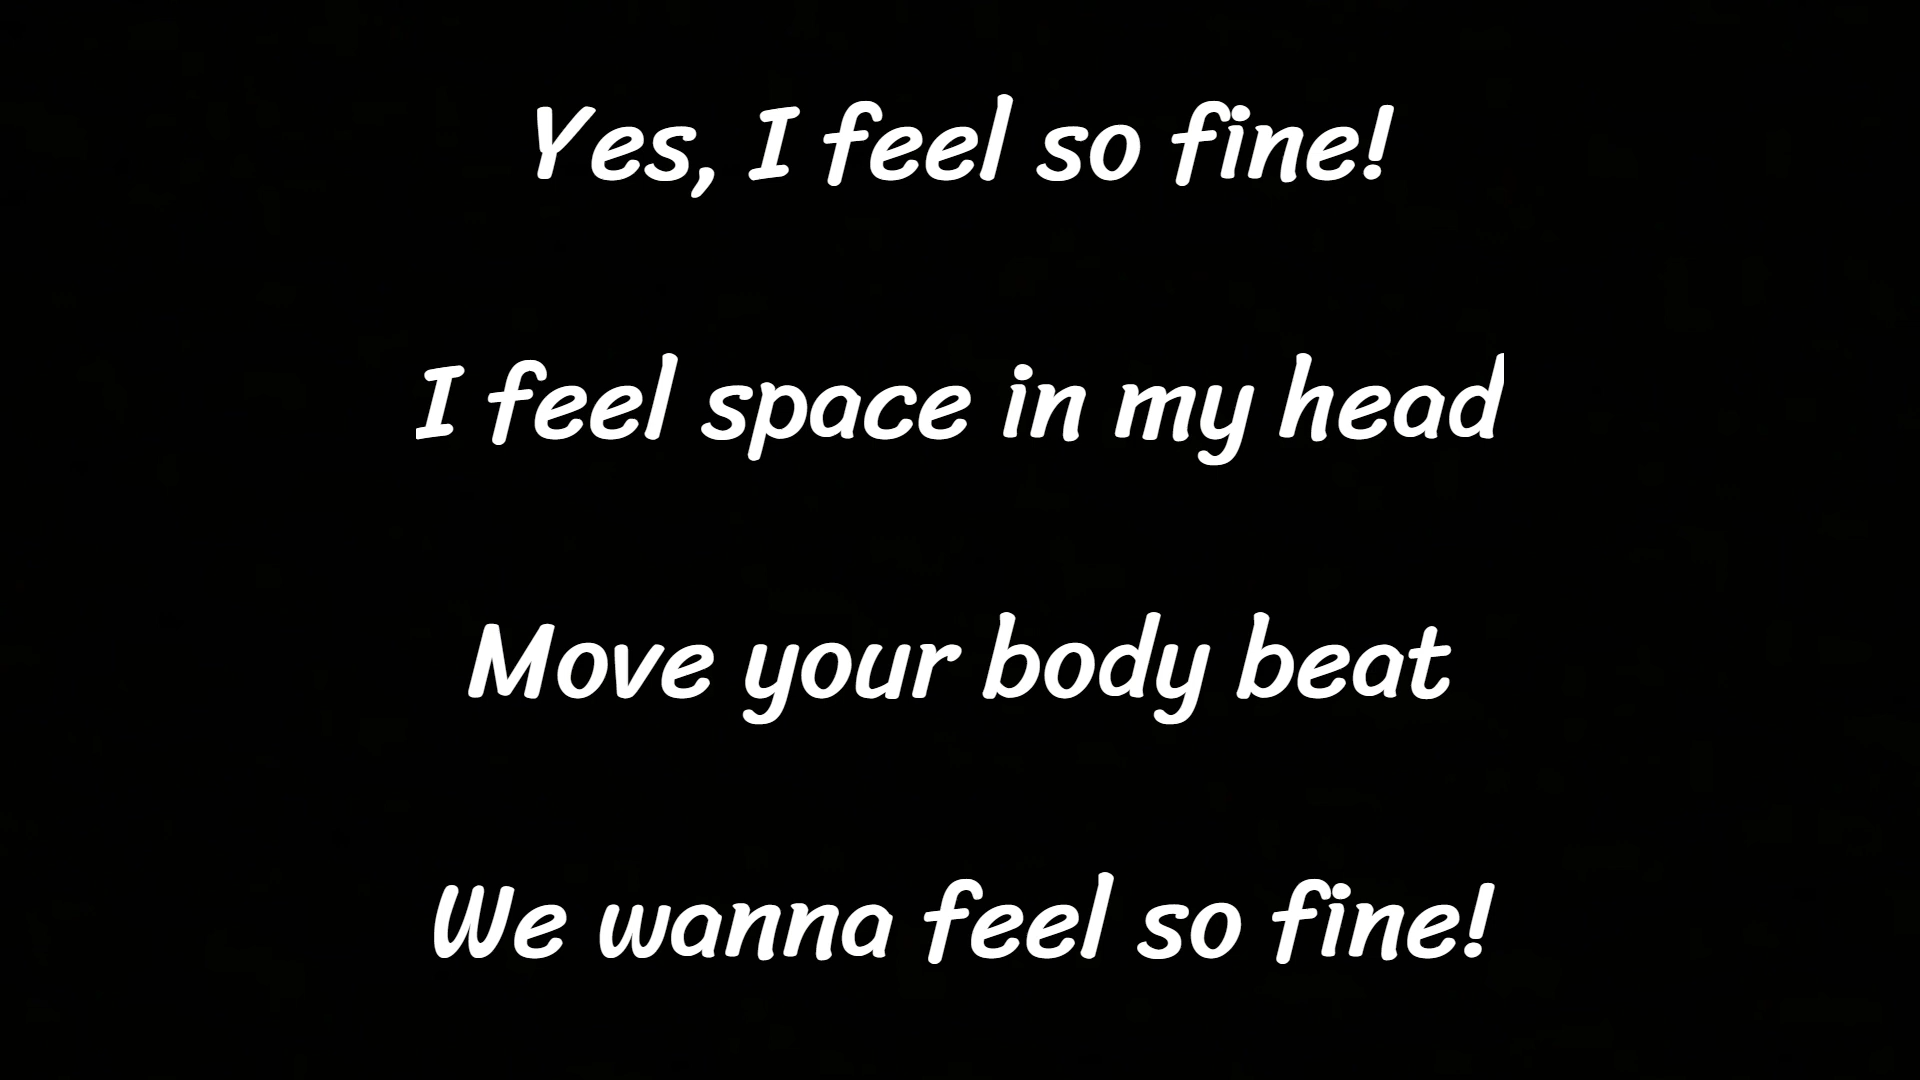 Yes, I feel so fine!
I feel space in my head
Move your body beat
We wanna feel so fine!